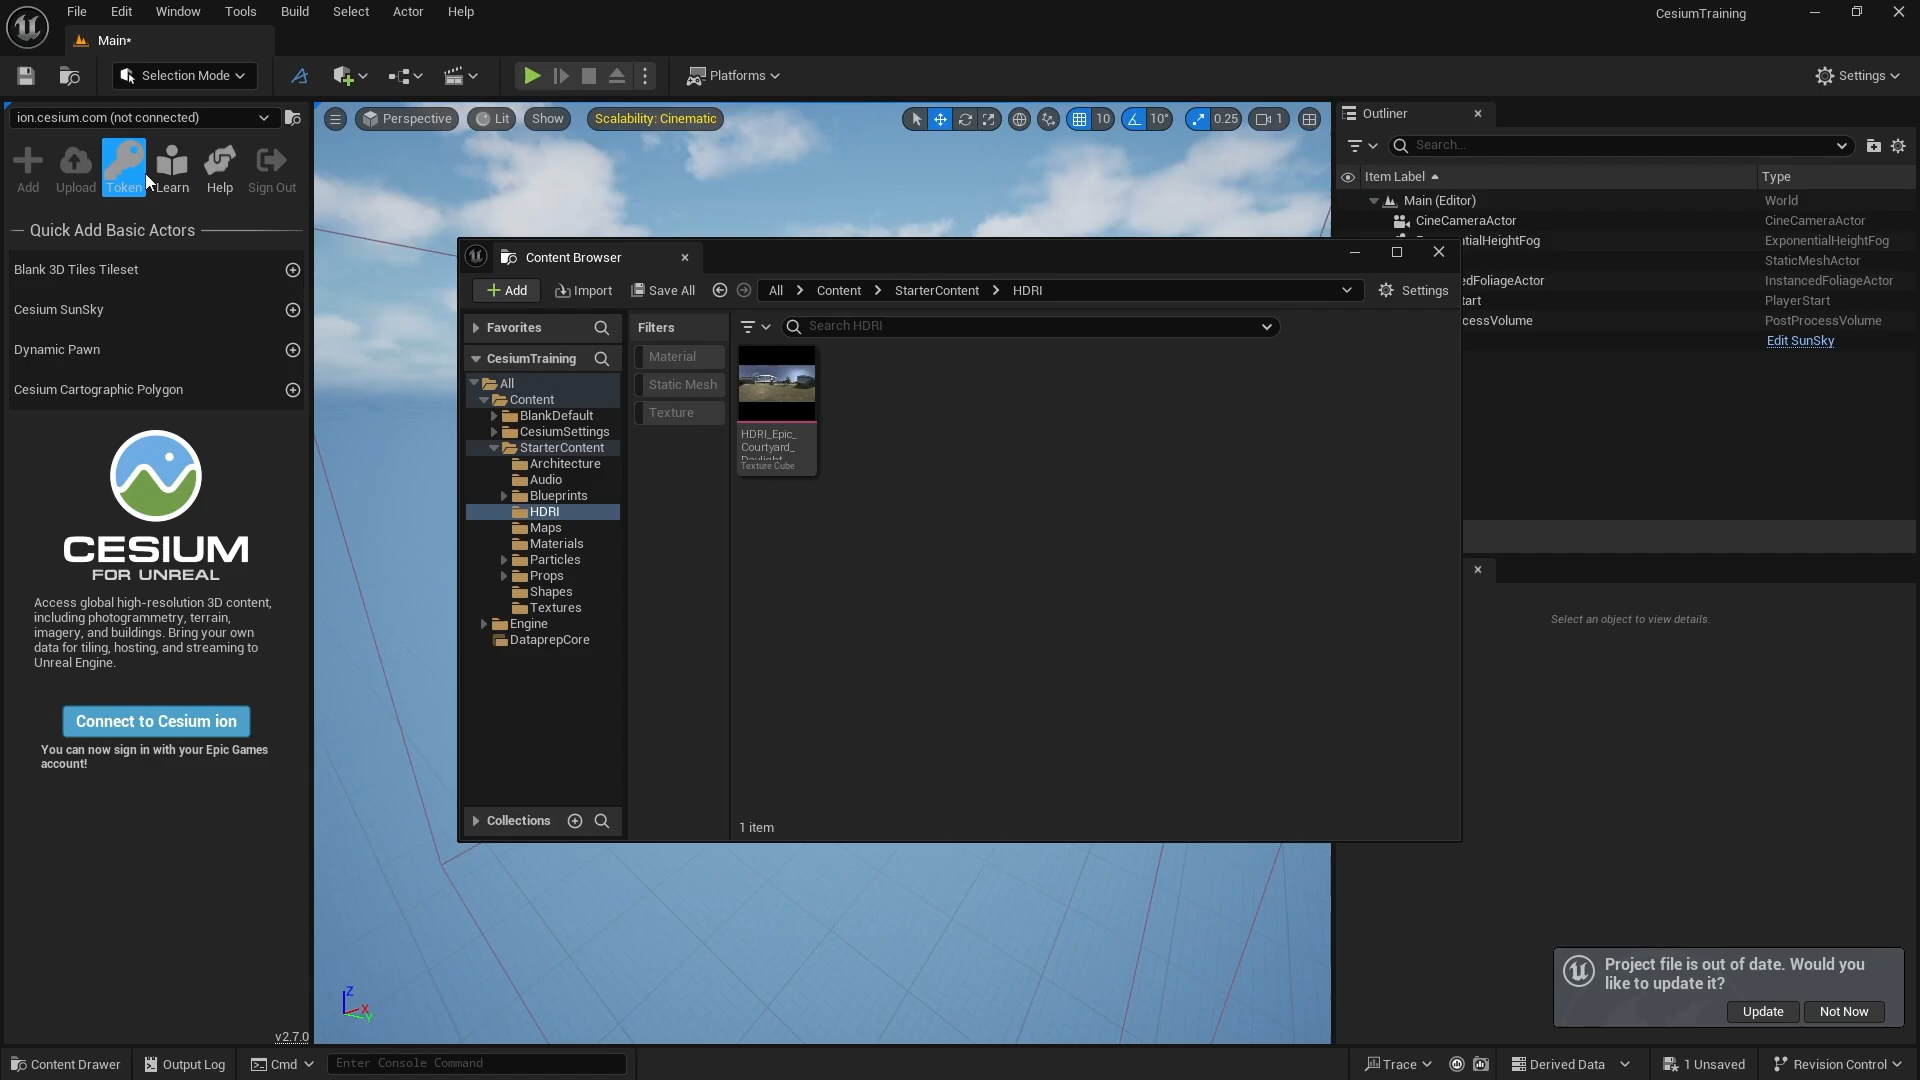 File Edit Window Tools Build Select Actor Help
CesiumTraining
Main*
Selection Mode
Platforms
Settings
ion.cesium.com (not connected)
Add Upload Token Learn Help Sign Out
Quick Add Basic Actors
Blank 3D Tiles Tileset
Cesium SunSky
Dynamic Pawn
Cesium Cartographic Polygon
CESIUM
FOR UNREAL
Access global high-resolution 3D content,
including photogrammetry, terrain,
imagery, and buildings. Bring your own
data for tiling, hosting, and streaming to
Unreal Engine.
Connect to Cesium ion
You can now sign in with your Epic Games
account!
v2.7.0
Perspective Lit Show Scalability: Cinematic 10 10° 0.25 1
Content Browser
Add Import Save All All Content StarterContent HDRI Settings
Favorites
CesiumTraining
All
Content
BlankDefault
CesiumSettings
StarterContent
Architecture
Audio
Blueprints
HDRI
Maps
Materials
Particles
Props
Shapes
Textures
Engine
DataprepCore
Collections
Filters
Material
Static Mesh
Texture
Search HDRI
HDRI_Epic_
Courtyard_
Daylight
Texture Cube
1 item
Z
X
Y
Outliner
Search...
Item Label Type
Main (Editor) World
CineCameraActor CineCameraActor
ntialHeightFog ExponentialHeightFog
StaticMeshActor
edFoliageActor InstancedFoliageActor
tart PlayerStart
cessVolume PostProcessVolume
Edit SunSky
Select an object to view details.
Project file is out of date. Would you
like to update it?
Update Not Now
Content Drawer Output Log Cmd Enter Console Command
Trace Derived Data 1 Unsaved Revision Control